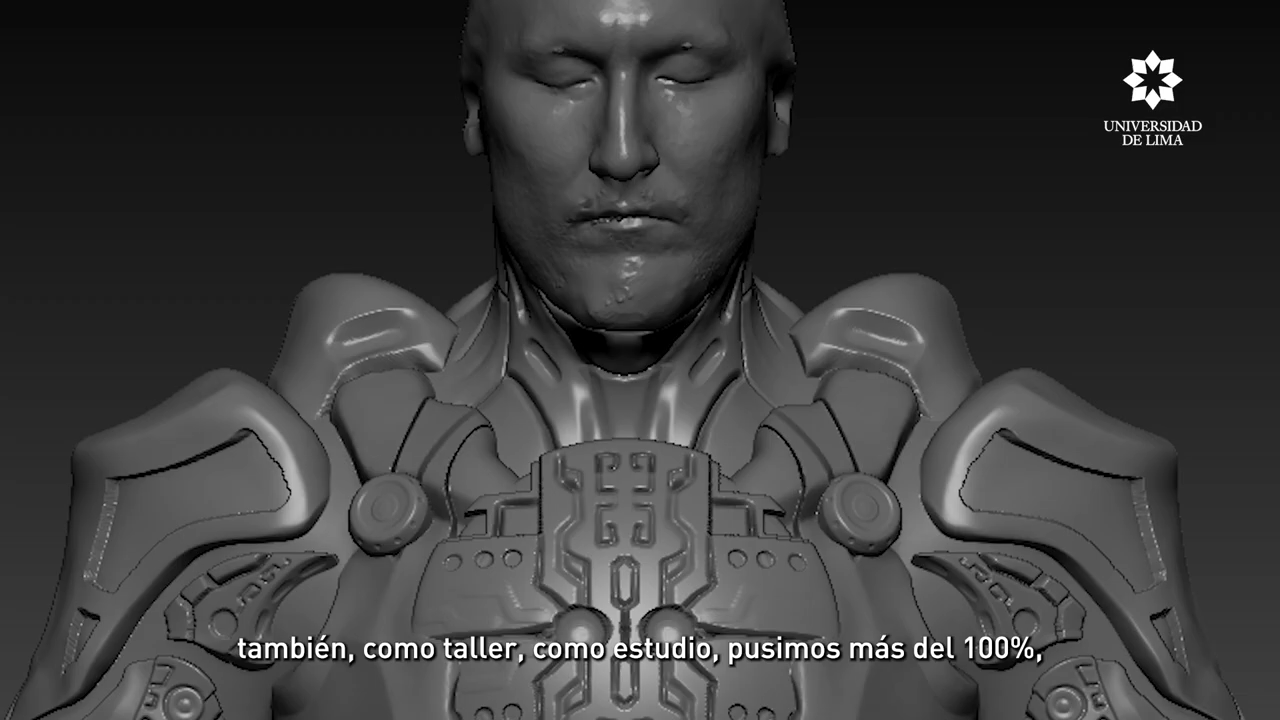 UNIVERSIDAD
DE LIMA
también, como taller, como estudio, pusimos más del 100%,